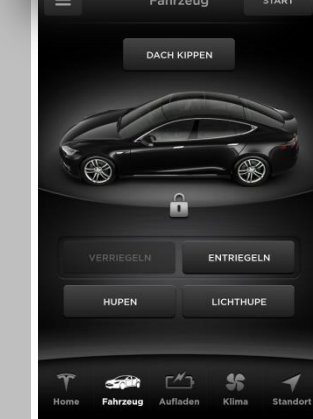 Fahrzeug START
DACH KIPPEN
VERRIEGELN ENTRIEGELN
HUPEN LICHTHUPE
Home Fahrzeug Aufladen Klima Standort